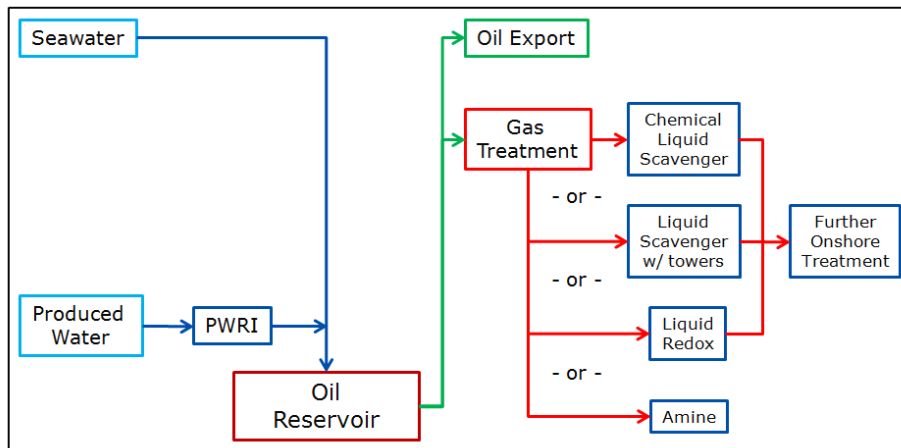 Seawater
Oil Export
Gas
Treatment
Chemical
Liquid
Scavenger
- or -
Liquid
Scavenger
w/ towers
Further
Onshore
Treatment
- or -
Produced
Water
PWRI
Liquid
Redox
- or -
Oil
Reservoir
Amine